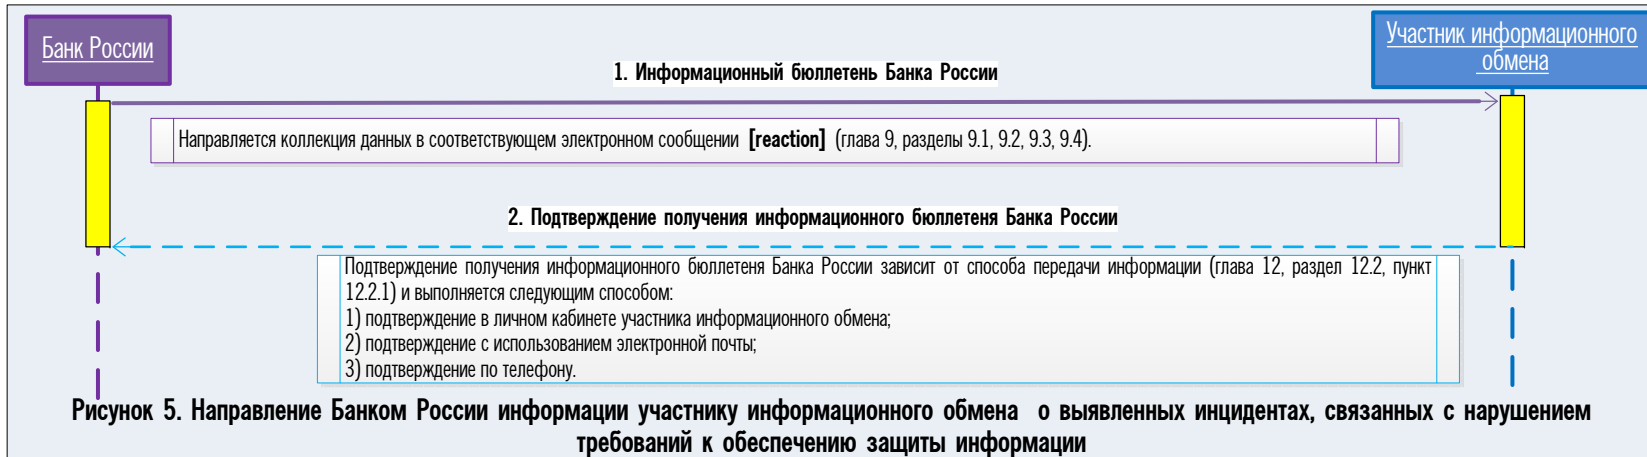 Банк России
Участник информационного
обмена
1. Информационный бюллетень Банка России
Направляется коллекция данных в соответствующем электронном сообщении [reaction] (глава 9, разделы 9.1, 9.2, 9.3, 9.4).
2. Подтверждение получения информационного бюллетеня Банка России
Подтверждение получения информационного бюллетеня Банка России зависит от способа передачи информации (глава 12, раздел 12.2, пункт
12.2.1) и выполняется следующим способом:
1) подтверждение в личном кабинете участника информационного обмена;
2) подтверждение с использованием электронной почты;
3) подтверждение по телефону.
Рисунок 5. Направление Банком России информации участнику информационного обмена о выявленных инцидентах, связанных с нарушением
требований к обеспечению защиты информации